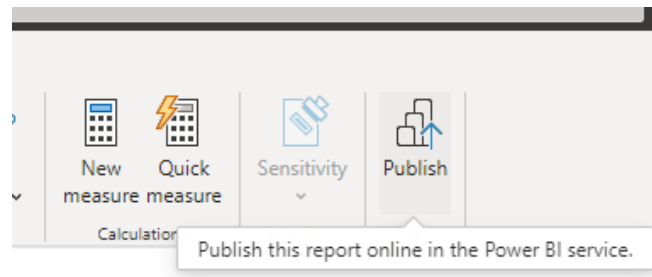 New
measure
Quick
measure
Sensitivity
Publish
Calculation
Publish this report online in the Power BI service.